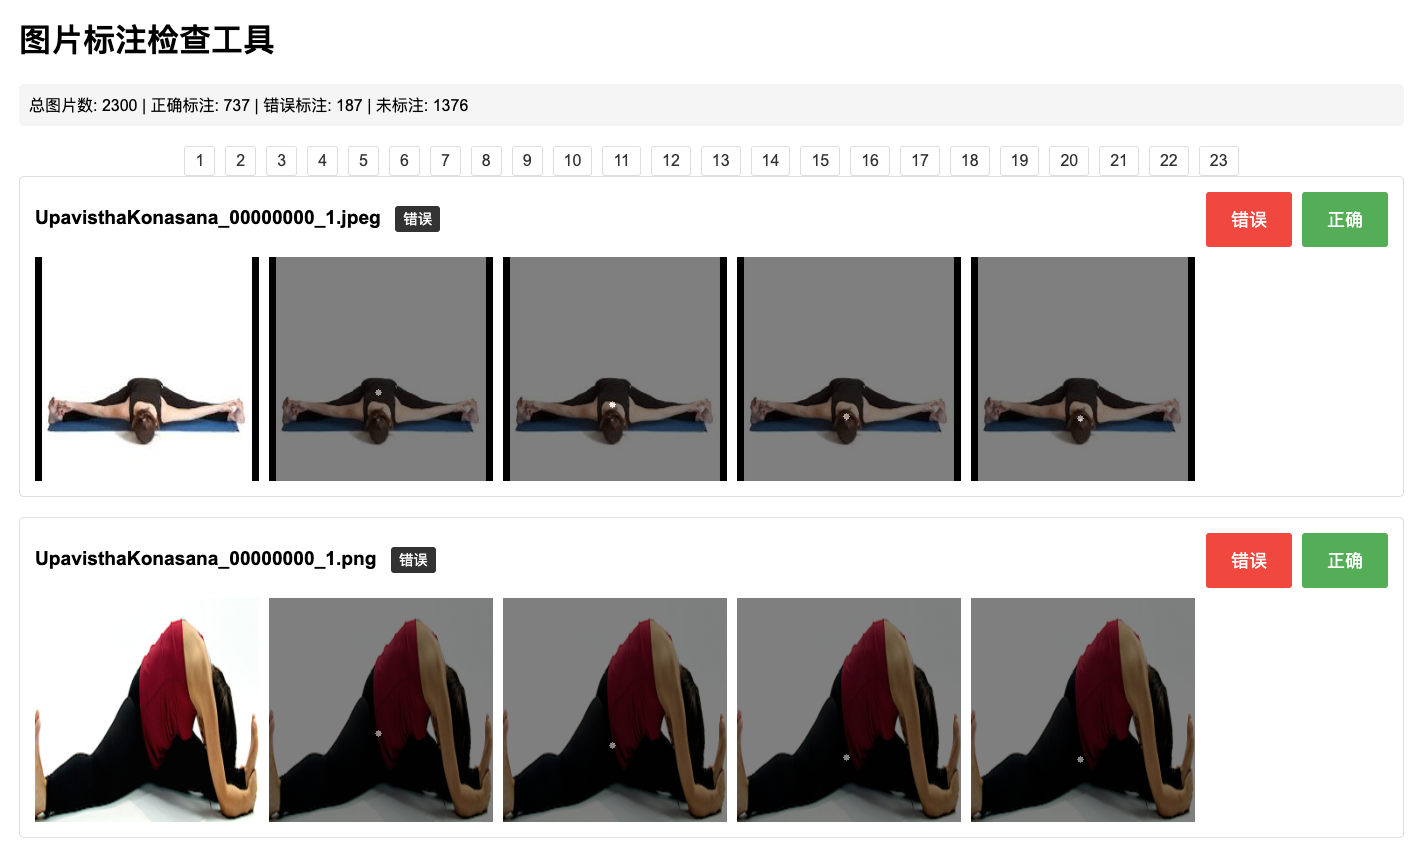 图片标注检查工具
总图片数: 2300 | 正确标注: 737 | 错误标注: 187 | 未标注: 1376
1 2 3 4 5 6 7 8 9 10 11 12 13 14 15 16 17 18 19 20 21 22 23
UpavisthaKonasana_00000000_1.jpeg 错误 错误 正确
UpavisthaKonasana_00000000_1.png 错误 错误 正确